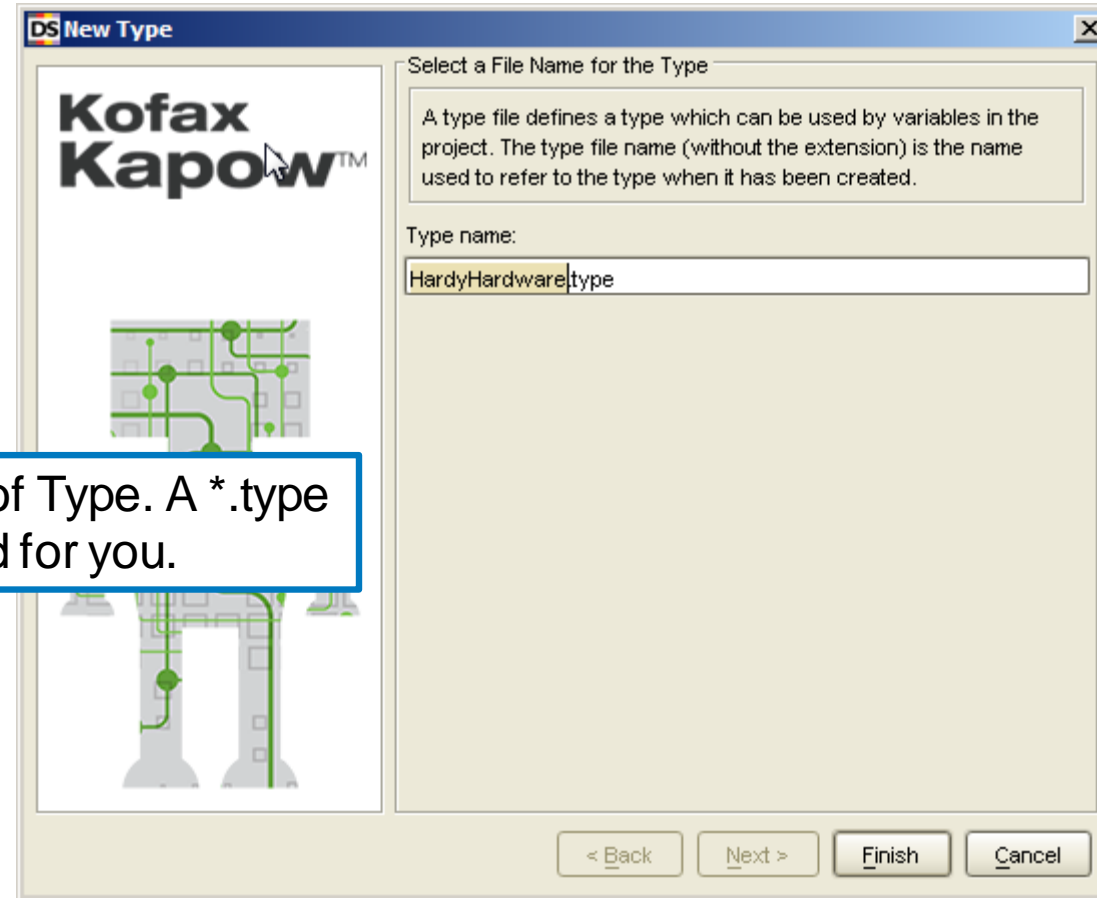 DS New Type
Kofax
Kapow™
Select a File Name for the Type
A type file defines a type which can be used by variables in the
project. The type file name (without the extension) is the name
used to refer to the type when it has been created.
Type name:
HardyHardware.type
of Type. A *.type
d for you.
< Back
Next >
Finish
Cancel